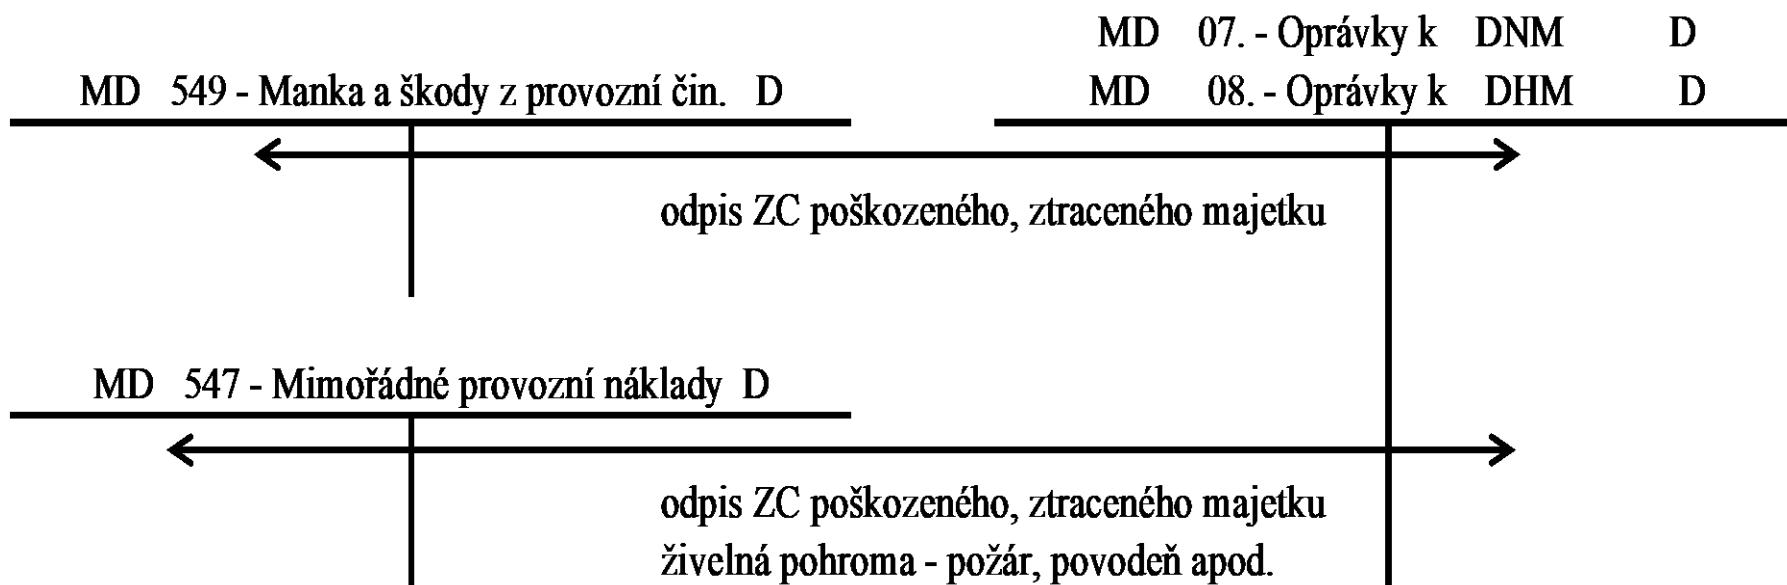 MD 07. - Oprávky k DNM D
MD 549 - Manka a škody z provozní čin. D
MD 08. - Oprávky k DHM D
odpis ZC poškozeného, ztraceného majetku
MD 547 - Mimořádné provozní náklady D
odpis ZC poškozeného, ztraceného majetku
živelná pohroma - požár, povodeň apod.